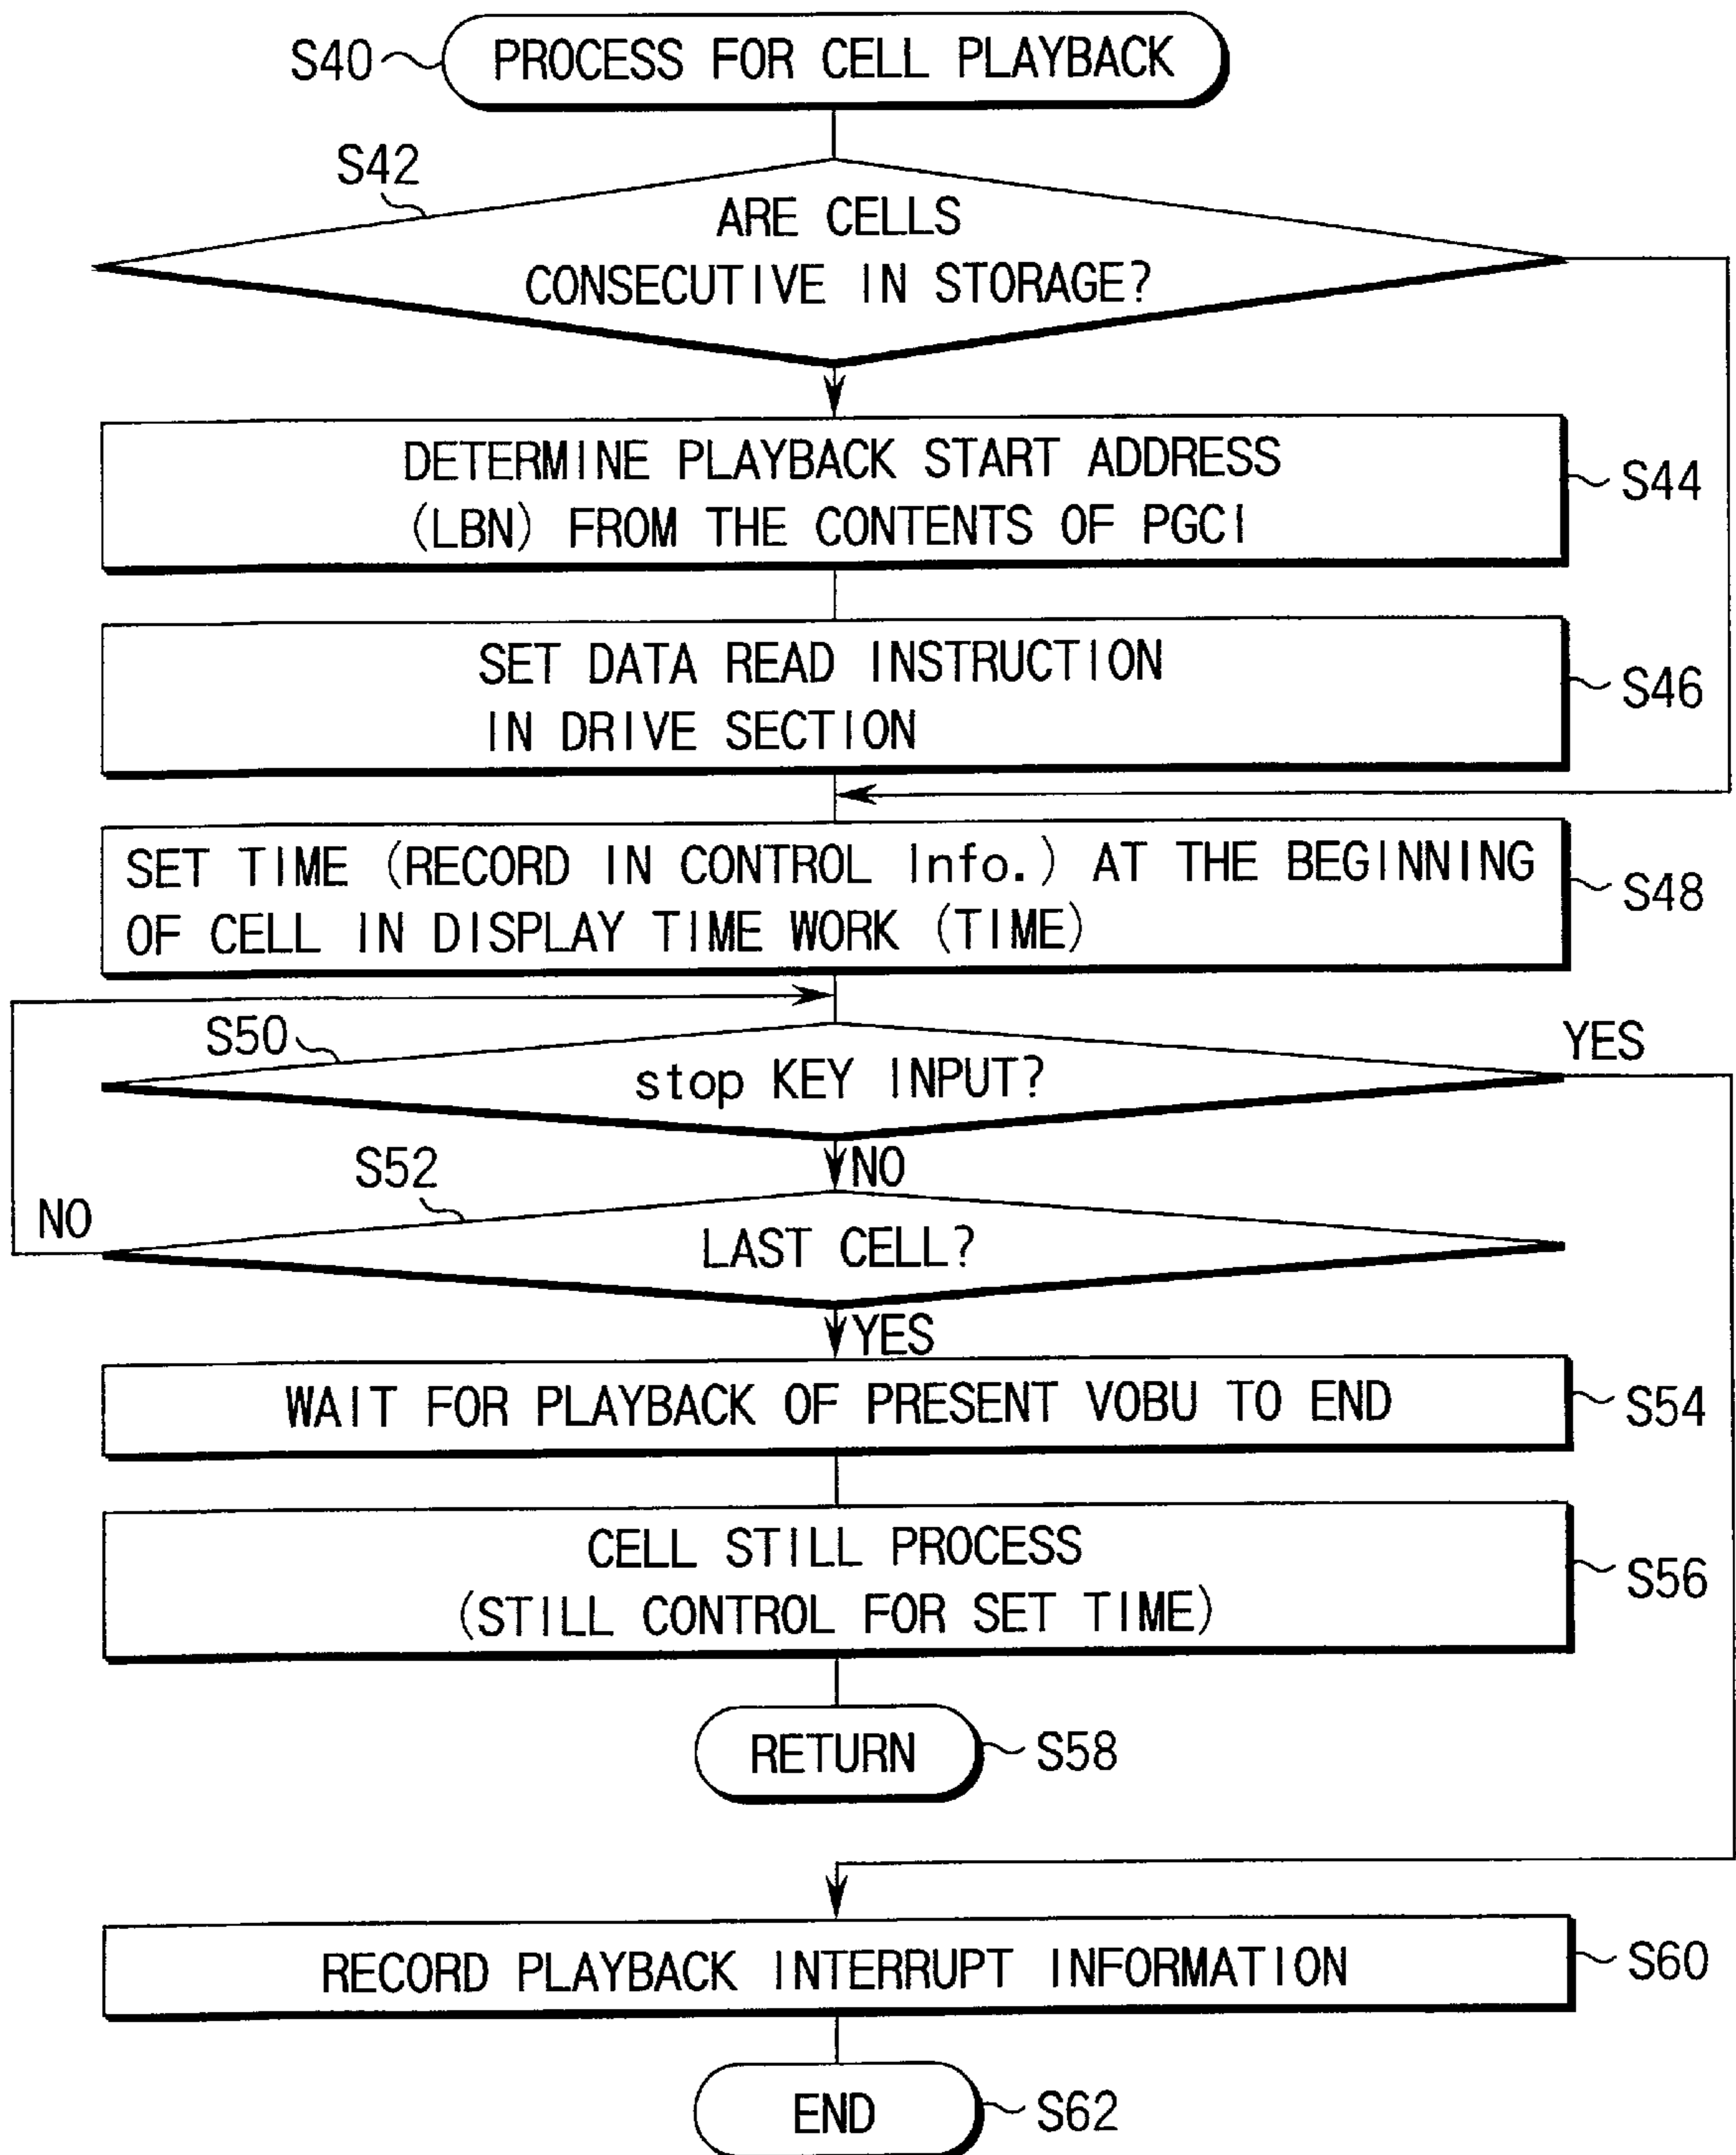 S40
PROCESS FOR CELL PLAYBACK
S42
ARE CELLS
CONSECUTIVE IN STORAGE?
DETERMINE PLAYBACK START ADDRESS
(LBN) FROM THE CONTENTS OF PGCI
S44
SET DATA READ INSTRUCTION
IN DRIVE SECTION
S46
SET TIME (RECORD IN CONTROL Info.) AT THE BEGINNING
OF CELL IN DISPLAY TIME WORK (TIME)
S48
S50
stop KEY INPUT?
YES
NO
S52
NO
LAST CELL?
YES
WAIT FOR PLAYBACK OF PRESENT VOBU TO END
S54
CELL STILL PROCESS
(STILL CONTROL FOR SET TIME)
S56
RETURN
S58
RECORD PLAYBACK INTERRUPT INFORMATION
S60
END
S62